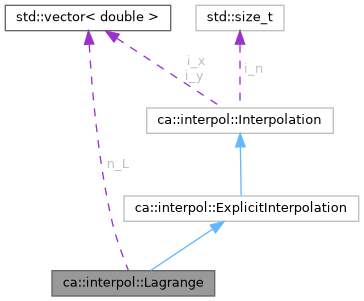 std::vector< double >
std::size_t
i_x
i_y
i_n
ca::interpol::Interpolation
n_L
ca::interpol::ExplicitInterpolation
ca::interpol::Lagrange